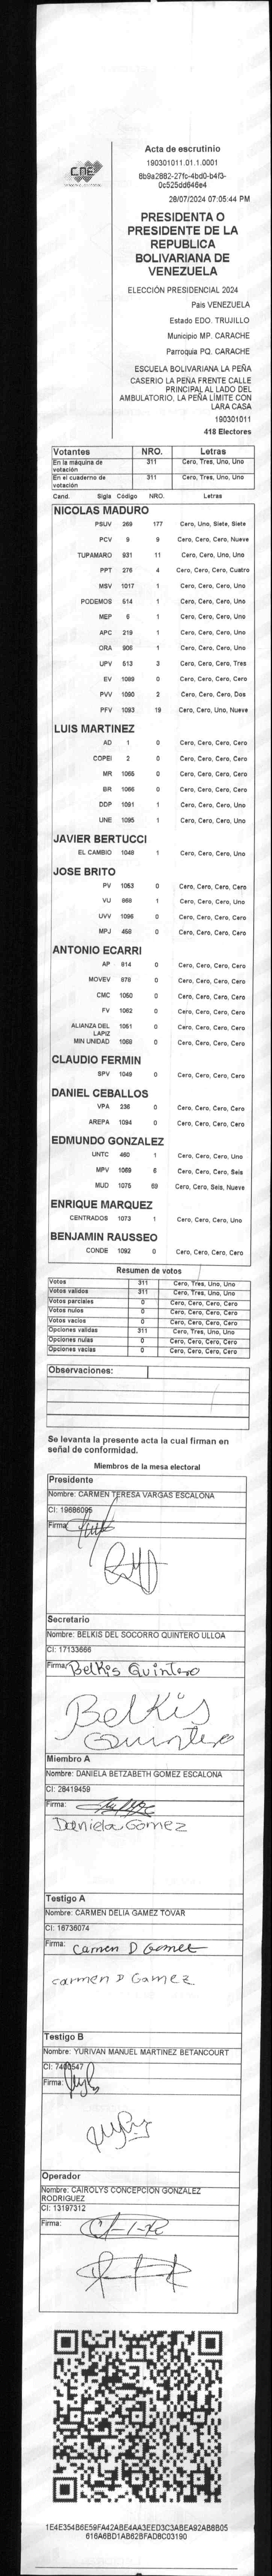 CNE
Acta de escrutinio
190301011.01.1.0001
8b9a2882-27fc-4bd0-b4f3-
0c525dd646e4
28/07/2024 07:05:44 PM
PRESIDENTA O
PRESIDENTE DE LA
REPUBLICA
BOLIVARIANA DE
VENEZUELA
ELECCIÓN PRESIDENCIAL 2024
Pais VENEZUELA
Estado EDO. TRUJILLO
Municipio MP. CARACHE
Parroquia PQ. CARACHE
ESCUELA BOLIVARIANA LA PEÑA
CASERIO LA PEÑA FRENTE CALLE
PRINCIPAL AL LADO DEL
AMBULATORIO, LA PEÑA LIMITE CON
LARA CASA
190301011
418 Electores
Votantes NRO. Letras
En la máquina de votación 311 Cero, Tres, Uno, Uno
En el cuaderno de votación 311 Cero, Tres, Uno, Uno
Cand. Sigla Código NRO. Letras
NICOLAS MADURO
PSUV 269 177 Cero, Uno, Siete, Siete
PCV 9 9 Cero, Cero, Cero, Nueve
TUPAMARO 931 11 Cero, Cero, Uno, Uno
PPT 276 4 Cero, Cero, Cero, Cuatro
MSV 1017 1 Cero, Cero, Cero, Uno
PODEMOS 514 1 Cero, Cero, Cero, Uno
MEP 6 1 Cero, Cero, Cero, Uno
APC 219 1 Cero, Cero, Cero, Uno
ORA 906 1 Cero, Cero, Cero, Uno
UPV 513 3 Cero, Cero, Cero, Tres
EV 1089 0 Cero, Cero, Cero, Cero
PVV 1090 2 Cero, Cero, Cero, Dos
PFV 1093 19 Cero, Cero, Uno, Nueve
LUIS MARTINEZ
AD 1 0 Cero, Cero, Cero, Cero
COPEI 2 0 Cero, Cero, Cero, Cero
MR 1065 0 Cero, Cero, Cero, Cero
BR 1066 0 Cero, Cero, Cero, Cero
DDP 1091 1 Cero, Cero, Cero, Uno
UNE 1095 1 Cero, Cero, Cero, Uno
JAVIER BERTUCCI
EL CAMBIO 1048 1 Cero, Cero, Cero, Uno
JOSE BRITO
PV 1053 0 Cero, Cero, Cero, Cero
VU 868 1 Cero, Cero, Cero, Uno
UVV 1096 0 Cero, Cero, Cero, Cero
MPJ 458 0 Cero, Cero, Cero, Cero
ANTONIO ECARRI
AP 814 0 Cero, Cero, Cero, Cero
MOVEV 878 0 Cero, Cero, Cero, Cero
CMC 1050 0 Cero, Cero, Cero, Cero
FV 1062 0 Cero, Cero, Cero, Cero
ALIANZA DEL LAPIZ 1051 0 Cero, Cero, Cero, Cero
MIN UNIDAD 1069 0 Cero, Cero, Cero, Cero
CLAUDIO FERMIN
SPV 1049 0 Cero, Cero, Cero, Cero
DANIEL CEBALLOS
VPA 236 0 Cero, Cero, Cero, Cero
AREPA 1094 0 Cero, Cero, Cero, Cero
EDMUNDO GONZALEZ
UNTC 460 1 Cero, Cero, Cero, Uno
MPV 1069 6 Cero, Cero, Cero, Seis
MUD 1075 69 Cero, Cero, Seis, Nueve
ENRIQUE MARQUEZ
CENTRADOS 1073 1 Cero, Cero, Cero, Uno
BENJAMIN RAUSSEO
CONDE 1092 0 Cero, Cero, Cero, Cero
Resumen de votos
Votos 311 Cero, Tres, Uno, Uno
Votos validos 311 Cero, Tres, Uno, Uno
Votos parciales 0 Cero, Cero, Cero, Cero
Votos nulos 0 Cero, Cero, Cero, Cero
Votos vacios 0 Cero, Cero, Cero, Cero
Opciones validas 311 Cero, Tres, Uno, Uno
Opciones nulas 0 Cero, Cero, Cero, Cero
Opciones vacias 0 Cero, Cero, Cero, Cero
Observaciones:
Se levanta la presente acta la cual firman en
señal de conformidad.
Miembros de la mesa electoral
Presidente
Nombre: CARMEN TERESA VARGAS ESCALONA
CI: 19686095
Firma:
Secretario
Nombre: BELKIS DEL SOCORRO QUINTERO ULLOA
CI: 17133666
Firma: Belkis Quintero
Belkis
Quintero
Miembro A
Nombre: DANIELA BETZABETH GOMEZ ESCALONA
CI: 28419459
Firma:
Daniela Gomez
Testigo A
Nombre: CARMEN DELIA GAMEZ TOVAR
CI: 16736074
Firma: Carmen D Gamez
Carmen D Gamez
Testigo B
Nombre: YURIVAN MANUEL MARTINEZ BETANCOURT
CI: 7460547
Firma:
Operador
Nombre: CAIROLYS CONCEPCION GONZALEZ
RODRIGUEZ
CI: 13197312
Firma:
1E4E354B6E59FA42ABE4AA3EED3C3ABEA92AB8B05
616A6BD1AB62BFAD8C03190